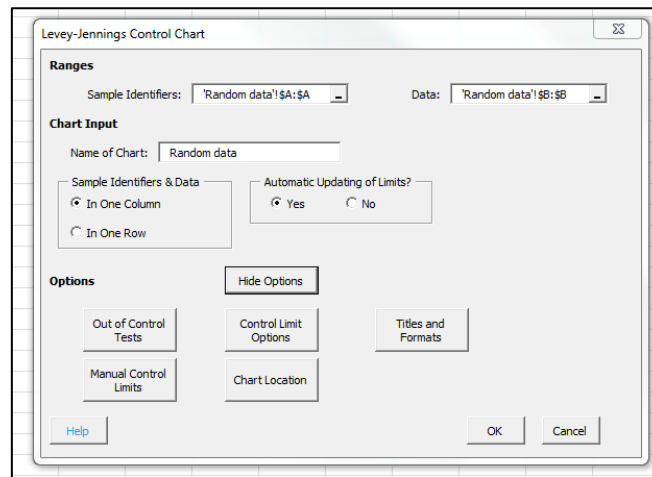 Levey-Jennings Control Chart
Ranges
Sample Identifiers: 'Random data'!$A:$A Data: 'Random data'!$B:$B
Chart Input
Name of Chart: Random data
Sample Identifiers & Data Automatic Updating of Limits?
In One Column Yes No
In One Row
Options Hide Options
Out of Control Control Limit Titles and
Tests Options Formats
Manual Control Chart Location
Limits
Help OK Cancel